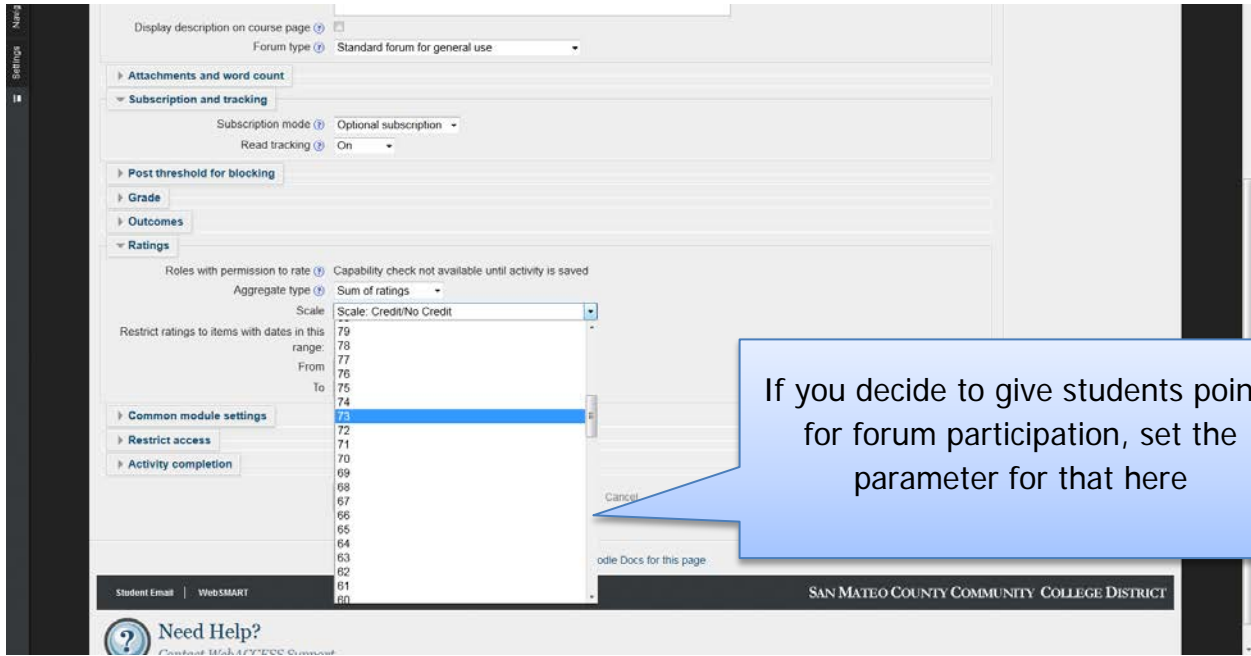 Navig
Settings
Display description on course page
Forum type Standard forum for general use
Attachments and word count
Subscription and tracking
Subscription mode Optional subscription
Read tracking On
Post threshold for blocking
Grade
Outcomes
Ratings
Roles with permission to rate Capability check not available until activity is saved
Aggregate type Sum of ratings
Scale Scale: Credit/No Credit
Restrict ratings to items with dates in this
range:
From
To
79
78
77
76
75
74
73
72
71
70
69
68
67
66
65
64
63
62
61
60
Common module settings
Restrict access
Activity completion
Cancel
If you decide to give students poin
for forum participation, set the
parameter for that here
odle Docs for this page
Student Email | WebSMART
SAN MATEO COUNTY COMMUNITY COLLEGE DISTRICT
? Need Help?
Contact WebACCESS Support